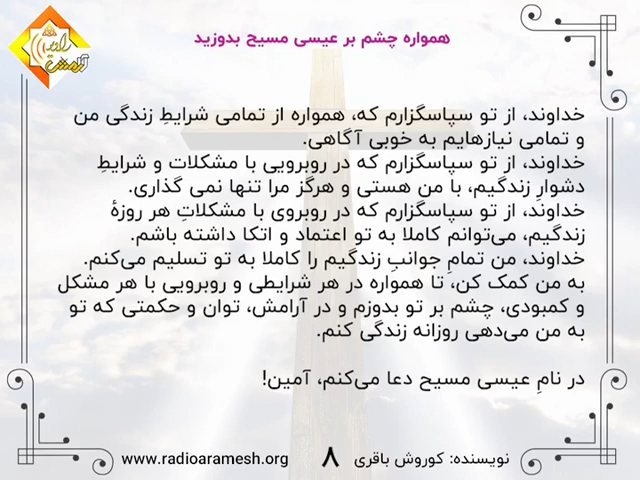 راديو
آرامش
همواره چشم بر عیسی مسیح بدوزید
خداوند، از تو سپاسگزارم که، همواره از تمامی شرایطِ زندگی من
و تمامی نیازهایم به خوبی آگاهی.
خداوند، از تو سپاسگزارم که در روبرویی با مشکلات و شرایطِ
دشوارِ زندگیم، با من هستی و هرگز مرا تنها نمی گذاری.
خداوند، از تو سپاسگزارم که در روبروی با مشکلاتِ هر روزهٔ
زندگیم، می‌توانم کاملا به تو اعتماد و اتکا داشته باشم.
خداوند، من تمامِ جوانبِ زندگیم را کاملا به تو تسلیم می‌کنم.
به من کمک کن، تا همواره در هر شرایطی و روبرویی با هر مشکل
و کمبودی، چشم بر تو بدوزم و در آرامش، توان و حکمتی که تو
به من می‌دهی روزانه زندگی کنم.
در نامِ عیسی مسیح دعا می‌کنم، آمین!
نویسنده: کوروش باقری ۸ www.radioaramesh.org